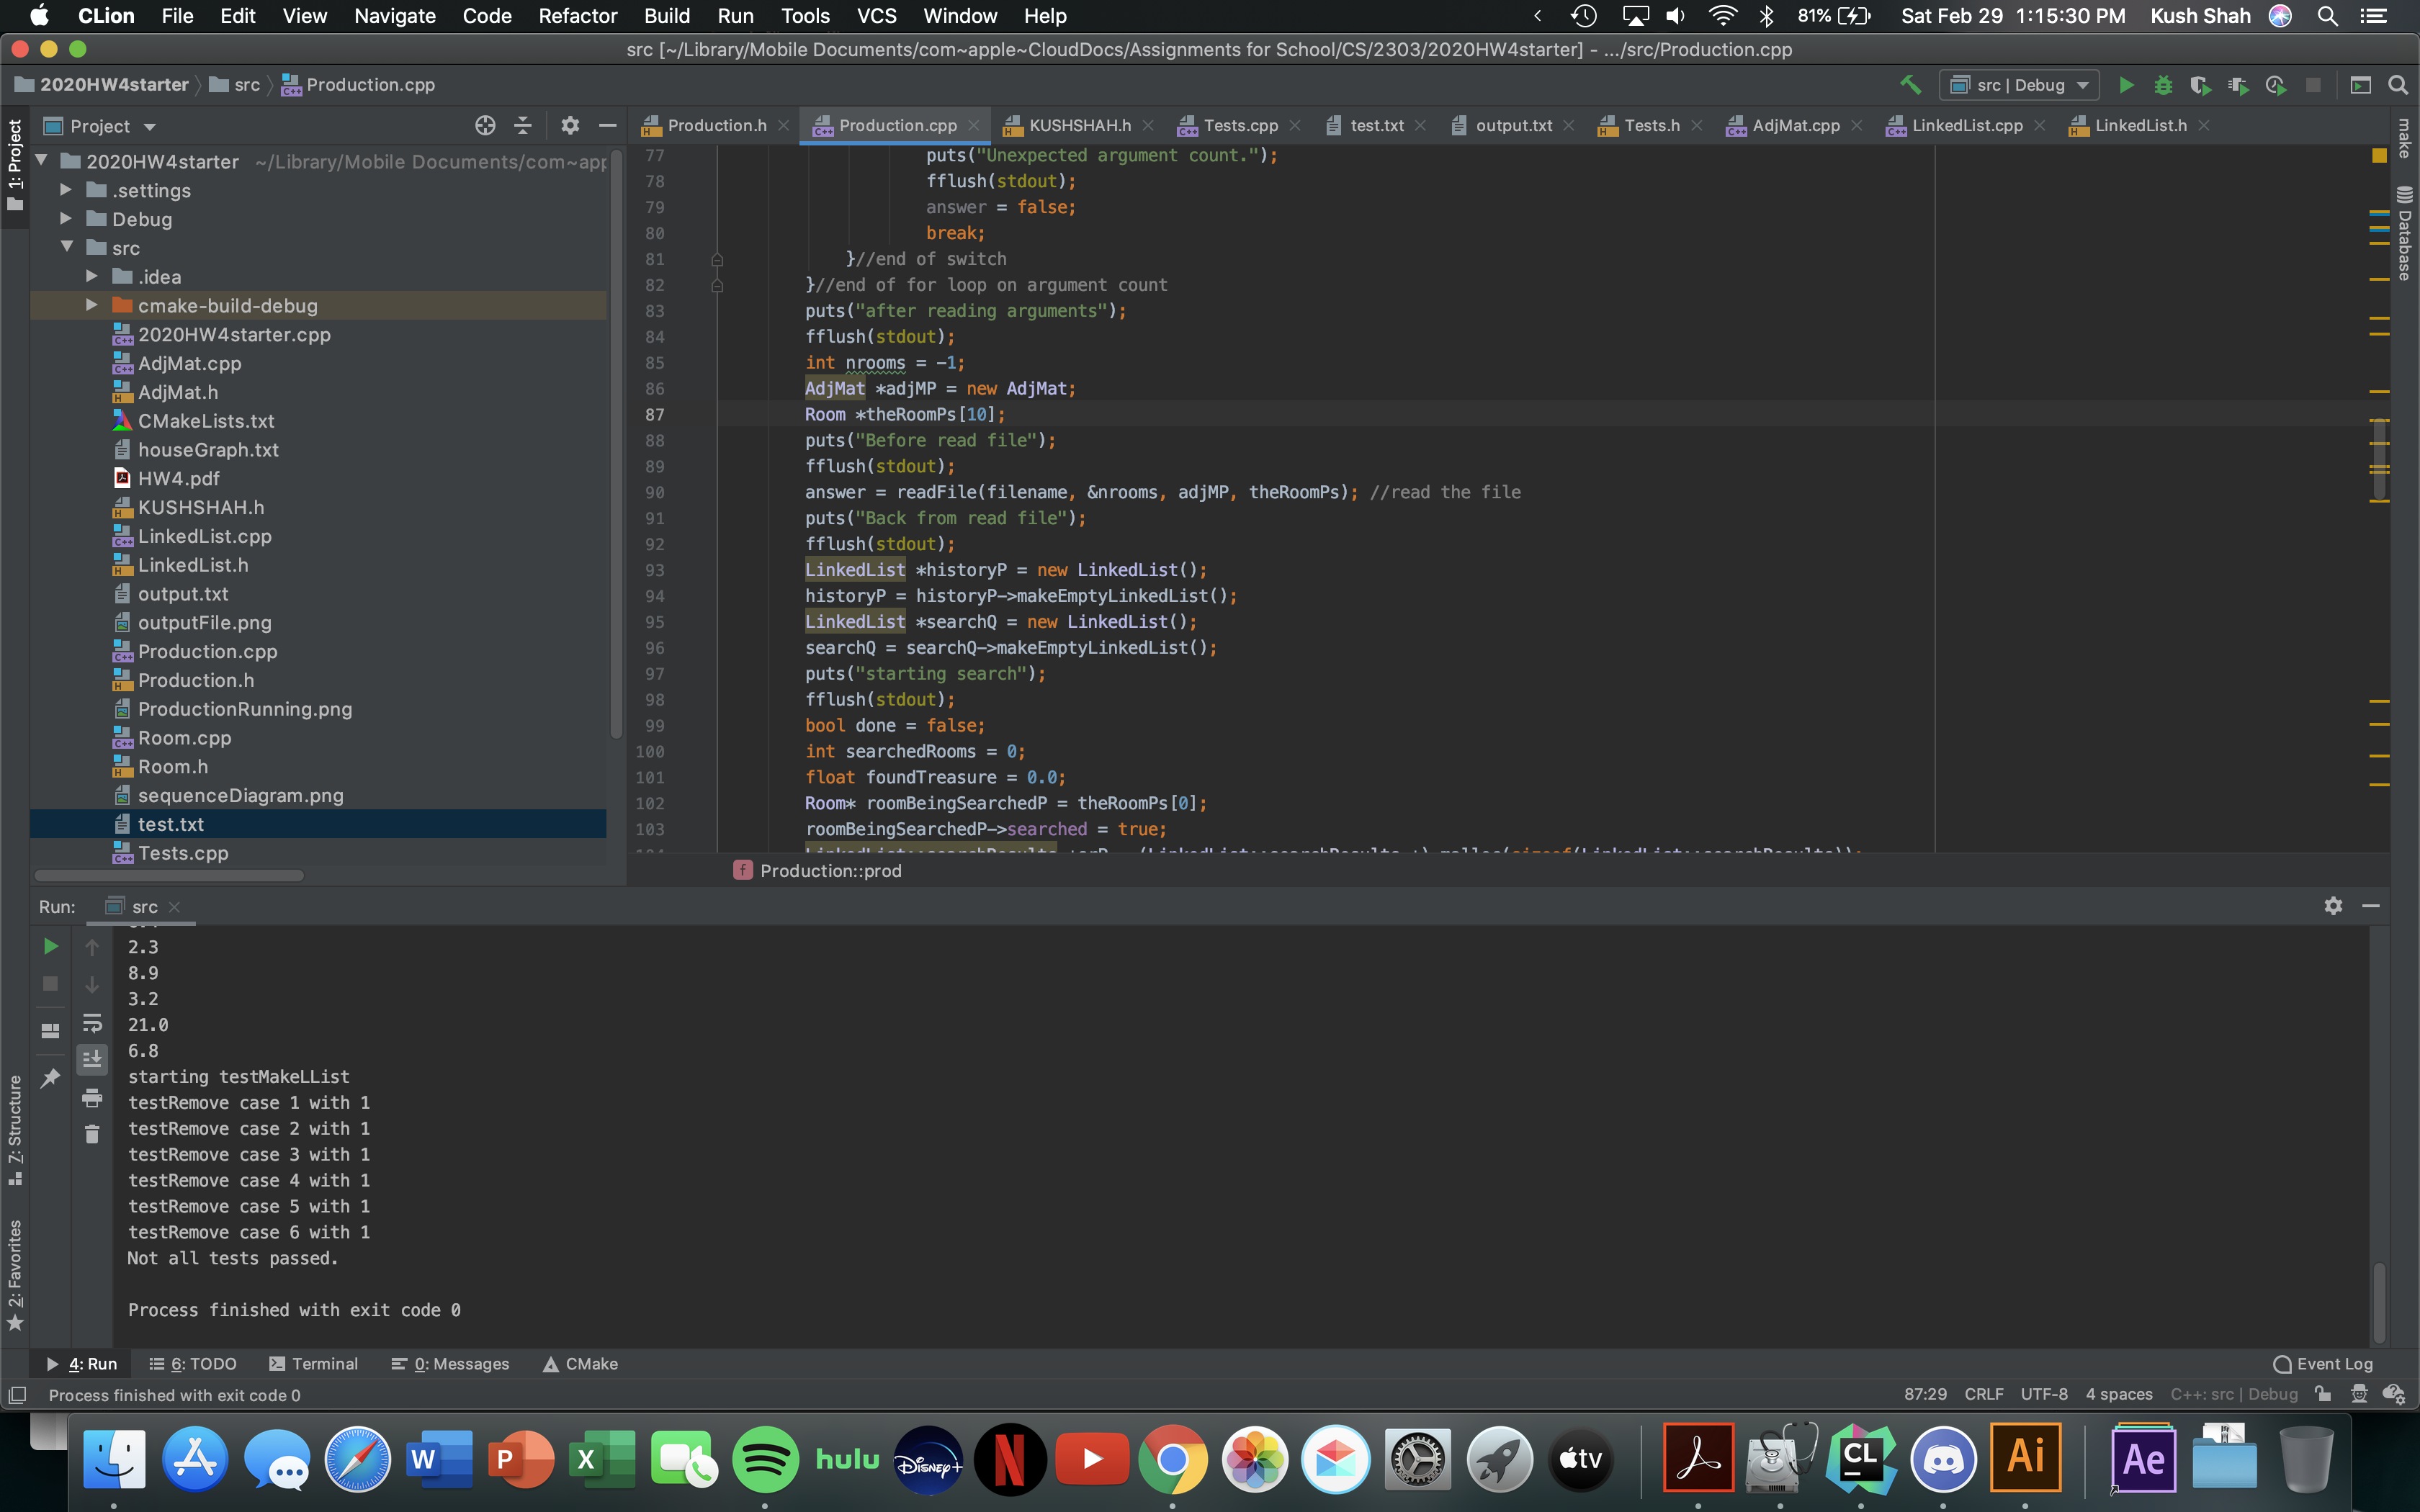 CLion File Edit View Navigate Code Refactor Build Run Tools VCS Window Help 81% Sat Feb 29 1:15:30 PM Kush Shah
src [~/Library/Mobile Documents/com~apple~CloudDocs/Assignments for School/CS/2303/2020HW4starter] - .../src/Production.cpp
2020HW4starter src Production.cpp src | Debug
Project
Production.h Production.cpp KUSHSHAH.h Tests.cpp test.txt output.txt Tests.h AdjMat.cpp LinkedList.cpp LinkedList.h
1: Project
make
Database
2020HW4starter ~/Library/Mobile Documents/com~app
.settings
Debug
src
.idea
cmake-build-debug
2020HW4starter.cpp
AdjMat.cpp
AdjMat.h
CMakeLists.txt
houseGraph.txt
HW4.pdf
KUSHSHAH.h
LinkedList.cpp
LinkedList.h
output.txt
outputFile.png
Production.cpp
Production.h
ProductionRunning.png
Room.cpp
Room.h
sequenceDiagram.png
test.txt
Tests.cpp
77 puts("Unexpected argument count.");
78 fflush(stdout);
79 answer = false;
80 break;
81 }//end of switch
82 }//end of for loop on argument count
83 puts("after reading arguments");
84 fflush(stdout);
85 int nrooms = -1;
86 AdjMat *adjMP = new AdjMat;
87 Room *theRoomPs[10];
88 puts("Before read file");
89 fflush(stdout);
90 answer = readFile(filename, &nrooms, adjMP, theRoomPs); //read the file
91 puts("Back from read file");
92 fflush(stdout);
93 LinkedList *historyP = new LinkedList();
94 historyP = historyP->makeEmptyLinkedList();
95 LinkedList *searchQ = new LinkedList();
96 searchQ = searchQ->makeEmptyLinkedList();
97 puts("starting search");
98 fflush(stdout);
99 bool done = false;
100 int searchedRooms = 0;
101 float foundTreasure = 0.0;
102 Room* roomBeingSearchedP = theRoomPs[0];
103 roomBeingSearchedP->searched = true;
f Production::prod
Run: src
2.3
8.9
3.2
21.0
6.8
starting testMakeLList
testRemove case 1 with 1
testRemove case 2 with 1
testRemove case 3 with 1
testRemove case 4 with 1
testRemove case 5 with 1
testRemove case 6 with 1
Not all tests passed.
Process finished with exit code 0
7: Structure
2: Favorites
4: Run 6: TODO Terminal 0: Messages CMake Event Log
Process finished with exit code 0 87:29 CRLF UTF-8 4 spaces C++: src | Debug
W P X hulu Disney+ N tv CL Ai Ae